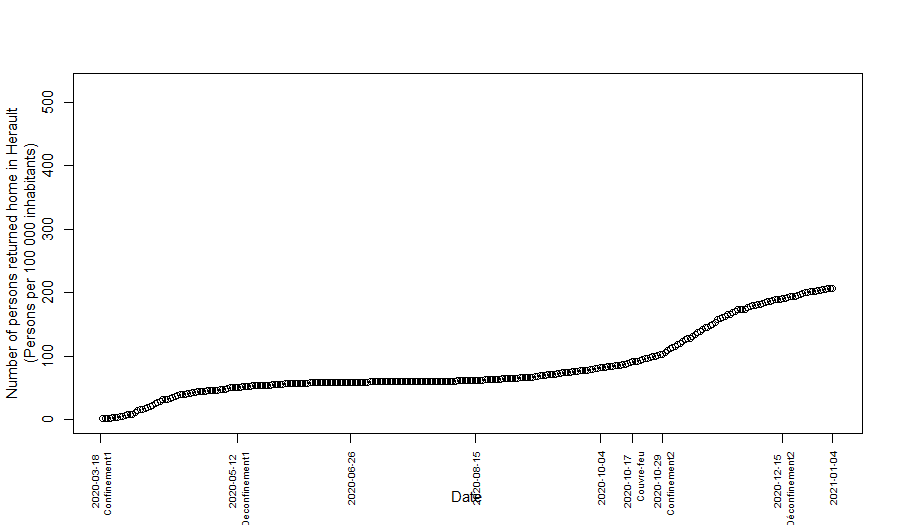 Number of persons returned home in Herault
(Persons per 100 000 inhabitants)
500
400
300
200
100
0
2020-03-18
Confinement1
2020-05-12
Déconfinement1
2020-06-26
2020-08-15
2020-10-04
2020-10-17
Couvre-feu
2020-10-29
Confinement2
2020-12-15
Déconfinement2
2021-01-04
Date